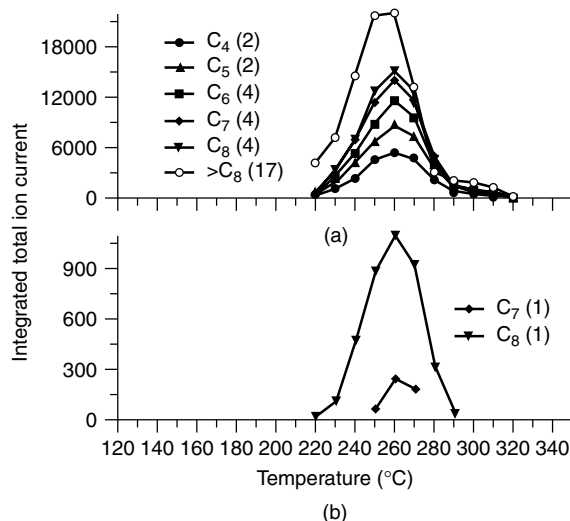 18000
12000
6000
0
C4 (2)
C5 (2)
C6 (4)
C7 (4)
C8 (4)
>C8 (17)
(a)
Integrated total ion current
900
600
300
0
C7 (1)
C8 (1)
120 140 160 180 200 220 240 260 280 300 320 340
Temperature (°C)
(b)